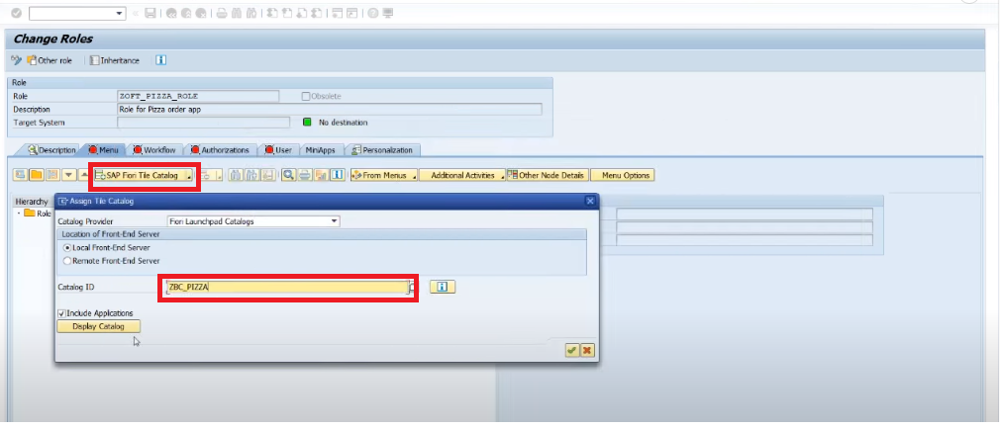 Change Roles
Other role Inheritance
Role
Role ZOFT_PIZZA_ROLE Obsolete
Description Role for Pizza order app
Target System No destination
Description Menu Workflow Authorizations User MiniApps Personalization
SAP Fiori Tile Catalog From Menus Additional Activities Other Node Details Menu Options
Hierarchy
Role
Assign Tile Catalog
Catalog Provider Fiori Launchpad Catalogs
Location of Front-End Server
Local Front-End Server
Remote Front-End Server
Catalog ID ZBC_PIZZA
Include Applications
Display Catalog